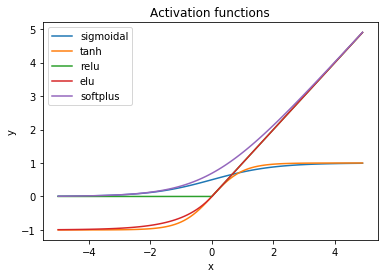 Activation functions
sigmoidal
tanh
relu
elu
softplus
y
5
4
3
2
1
0
−1
−4
−2
0
2
4
x